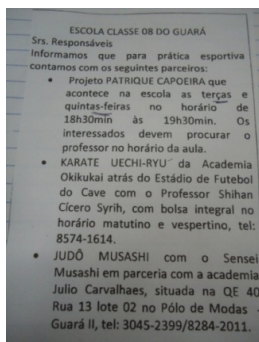 ESCOLA CLASSE 08 DO GUARÁ
Srs. Responsáveis
Informamos que para prática esportiva
contamos com os seguintes parceiros:
• Projeto PATRIQUE CAPOEIRA que
acontece na escola as terças e
quintas-feiras no horário de
18h30min às 19h30min. Os
interessados devem procurar o
professor no horário da aula.
• KARATE UECHI-RYU da Academia
Okikukai atrás do Estádio de Futebol
do Cave com o Professor Shihan
Cícero Syrih, com bolsa integral no
horário matutino e vespertino, tel:
8574-1614.
• JUDÔ MUSASHI com o Sensei
Musashi em parceria com a academia
Julio Carvalhaes, situada na QE 40
Rua 13 lote 02 no Pólo de Modas -
Guará II, tel: 3045-2399/8284-2011.